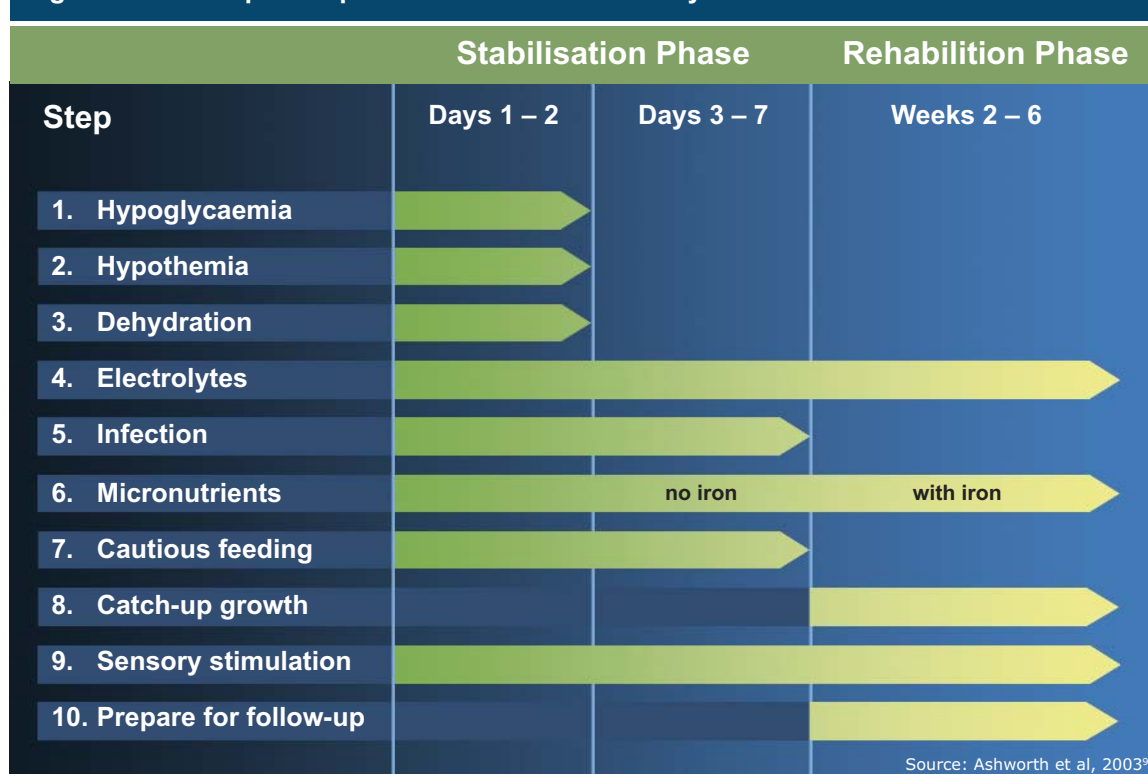 Stabilisation Phase Rehabilition Phase
Step Days 1 – 2 Days 3 – 7 Weeks 2 – 6
1. Hypoglycaemia
2. Hypothemia
3. Dehydration
4. Electrolytes
5. Infection
6. Micronutrients no iron with iron
7. Cautious feeding
8. Catch-up growth
9. Sensory stimulation
10. Prepare for follow-up
Source: Ashworth et al, 2003